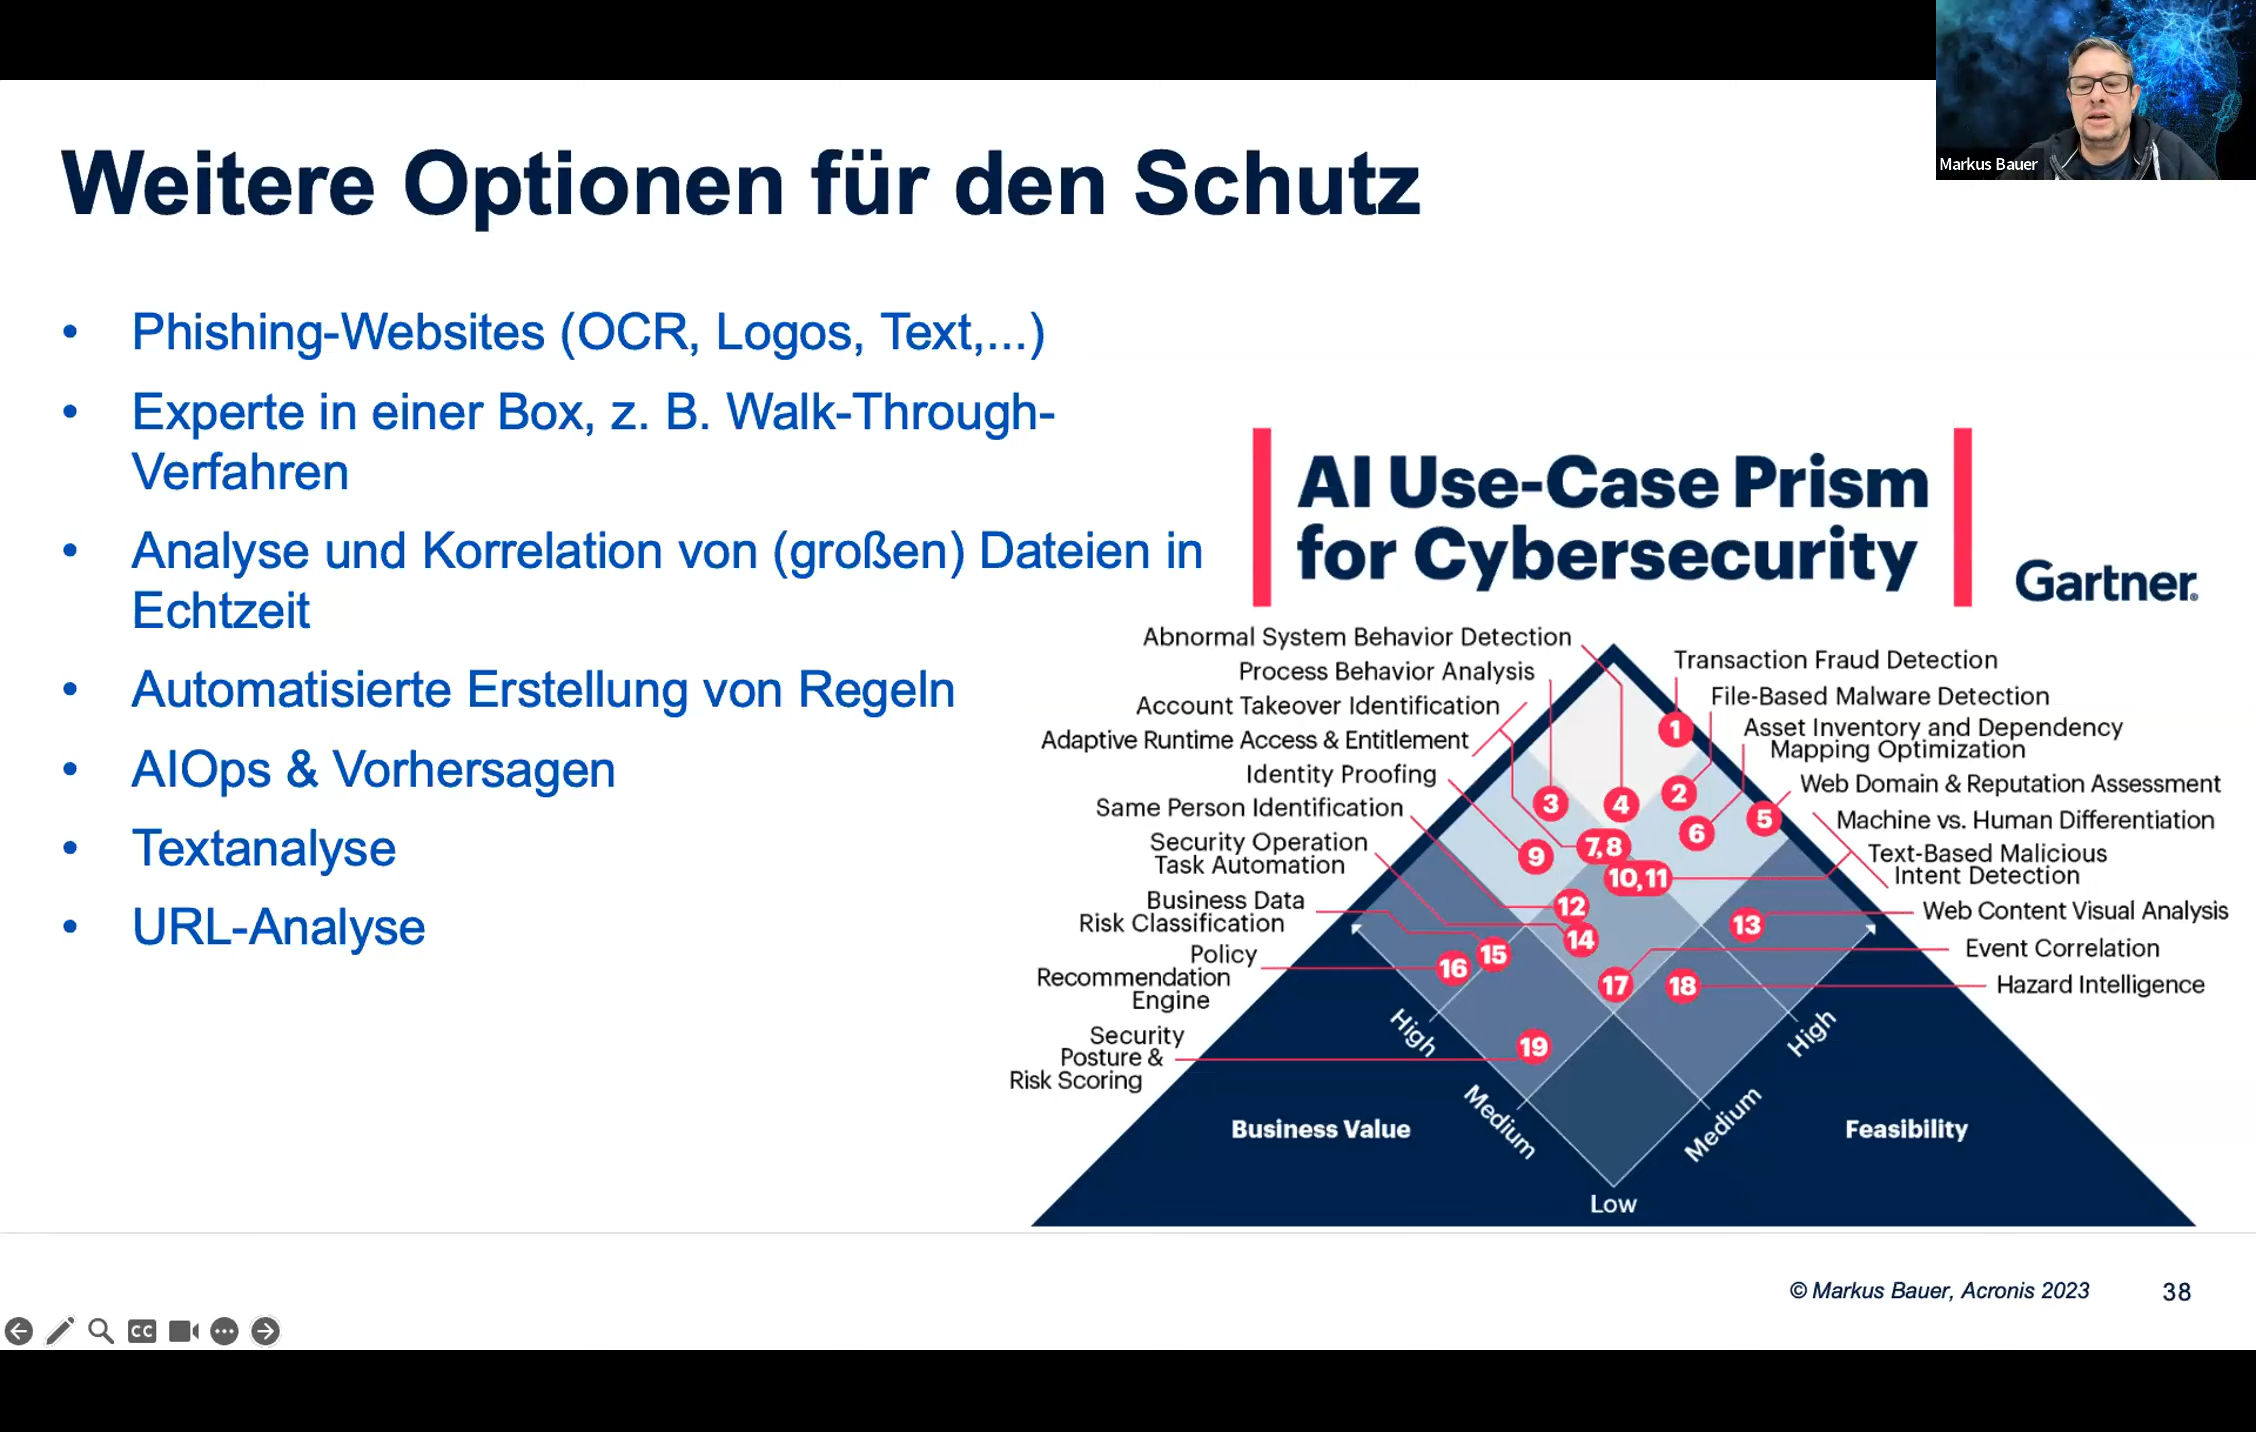 Markus Bauer
Weitere Optionen für den Schutz
• Phishing-Websites (OCR, Logos, Text,...)
• Experte in einer Box, z. B. Walk-Through-
Verfahren
• Analyse und Korrelation von (großen) Dateien in
Echtzeit
• Automatisierte Erstellung von Regeln
• AIOps & Vorhersagen
• Textanalyse
• URL-Analyse
AI Use-Case Prism
for Cybersecurity
Gartner®
Abnormal System Behavior Detection
Process Behavior Analysis
Account Takeover Identification
Adaptive Runtime Access & Entitlement
Identity Proofing
Same Person Identification
Security Operation
Task Automation
Business Data
Risk Classification
Policy
Recommendation
Engine
Security
Posture &
Risk Scoring
Transaction Fraud Detection
File-Based Malware Detection
Asset Inventory and Dependency
Mapping Optimization
Web Domain & Reputation Assessment
Machine vs. Human Differentiation
Text-Based Malicious
Intent Detection
Web Content Visual Analysis
Event Correlation
Hazard Intelligence
1
2
3
4
5
6
7,8
9
10,11
12
13
14
15
16
17
18
19
High
Medium
Low
Medium
High
Business Value
Feasibility
© Markus Bauer, Acronis 2023
38
CC